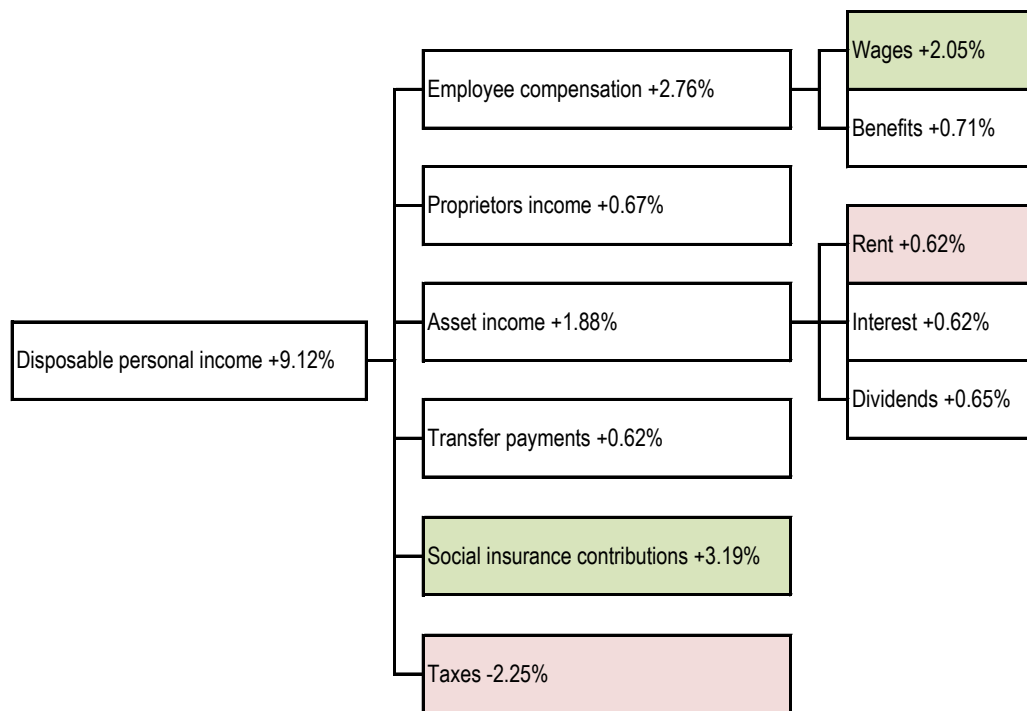 Disposable personal income +9.12%
Employee compensation +2.76%
Wages +2.05%
Benefits +0.71%
Proprietors income +0.67%
Asset income +1.88%
Rent +0.62%
Interest +0.62%
Dividends +0.65%
Transfer payments +0.62%
Social insurance contributions +3.19%
Taxes -2.25%